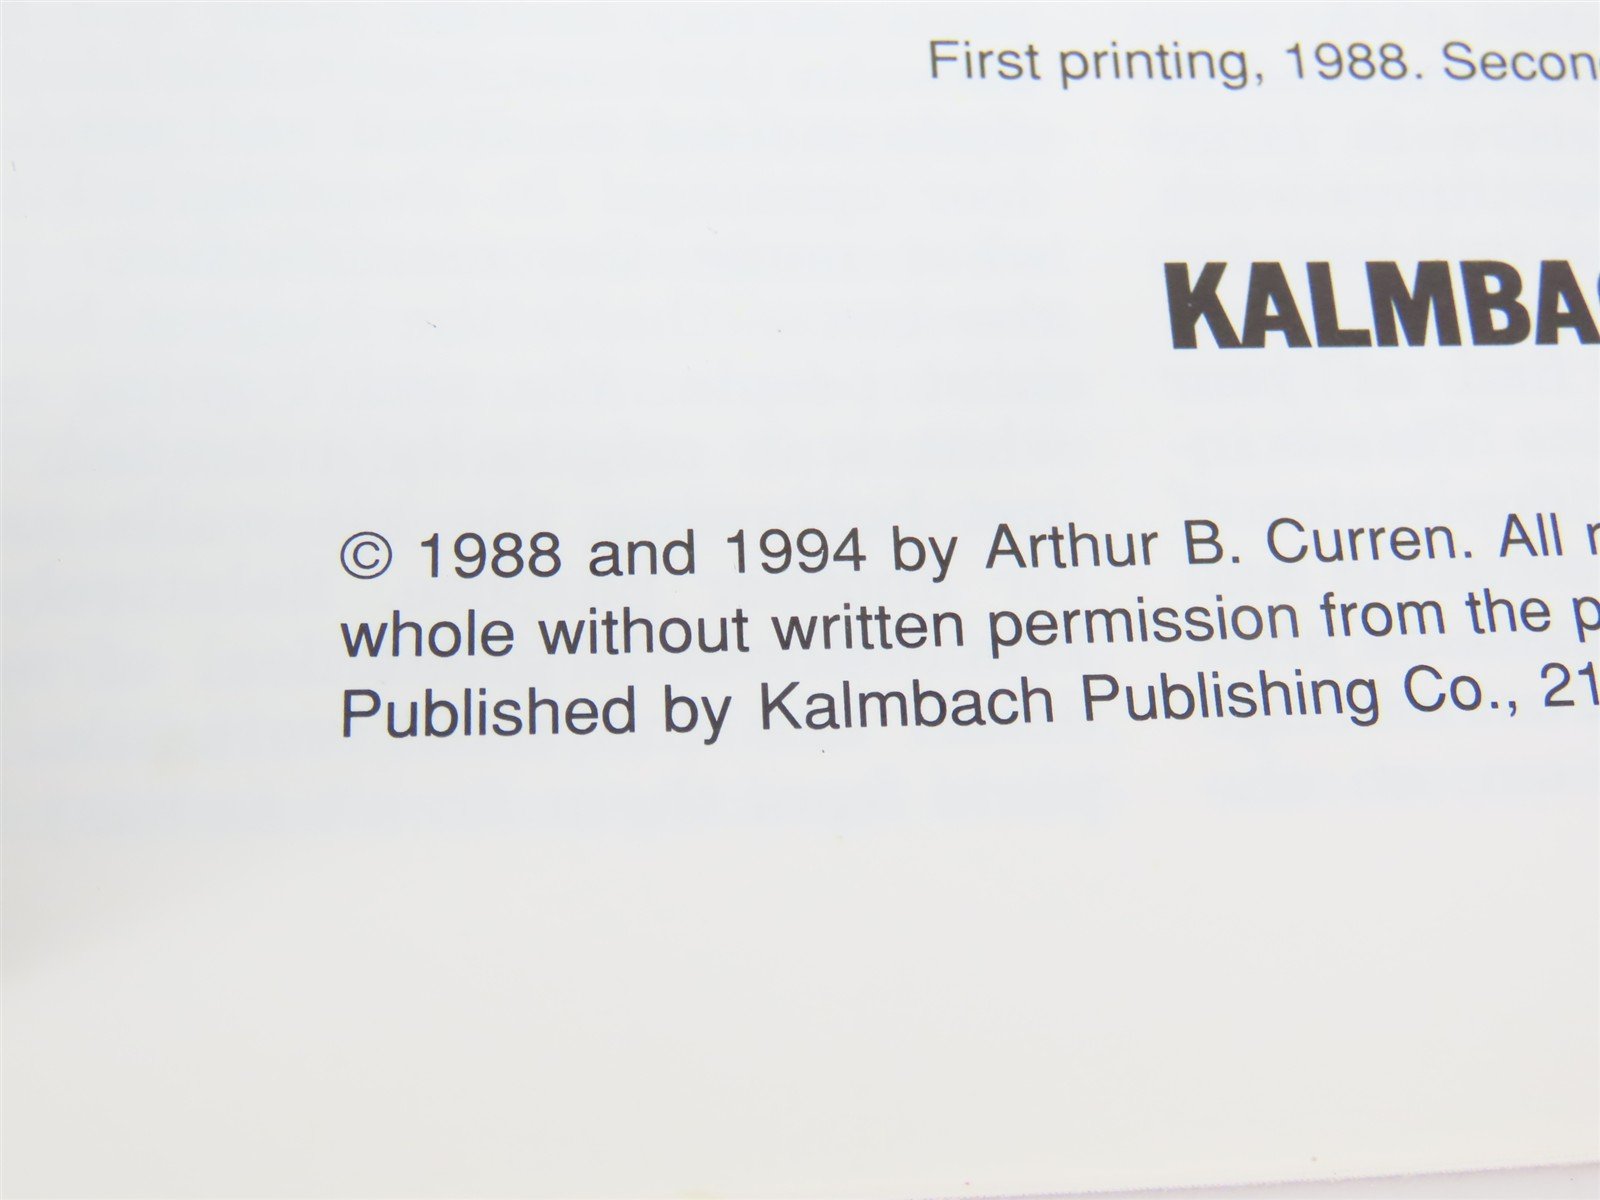 First printing, 1988. Secon
KALMBAC
© 1988 and 1994 by Arthur B. Curren. All r
whole without written permission from the p
Published by Kalmbach Publishing Co., 21